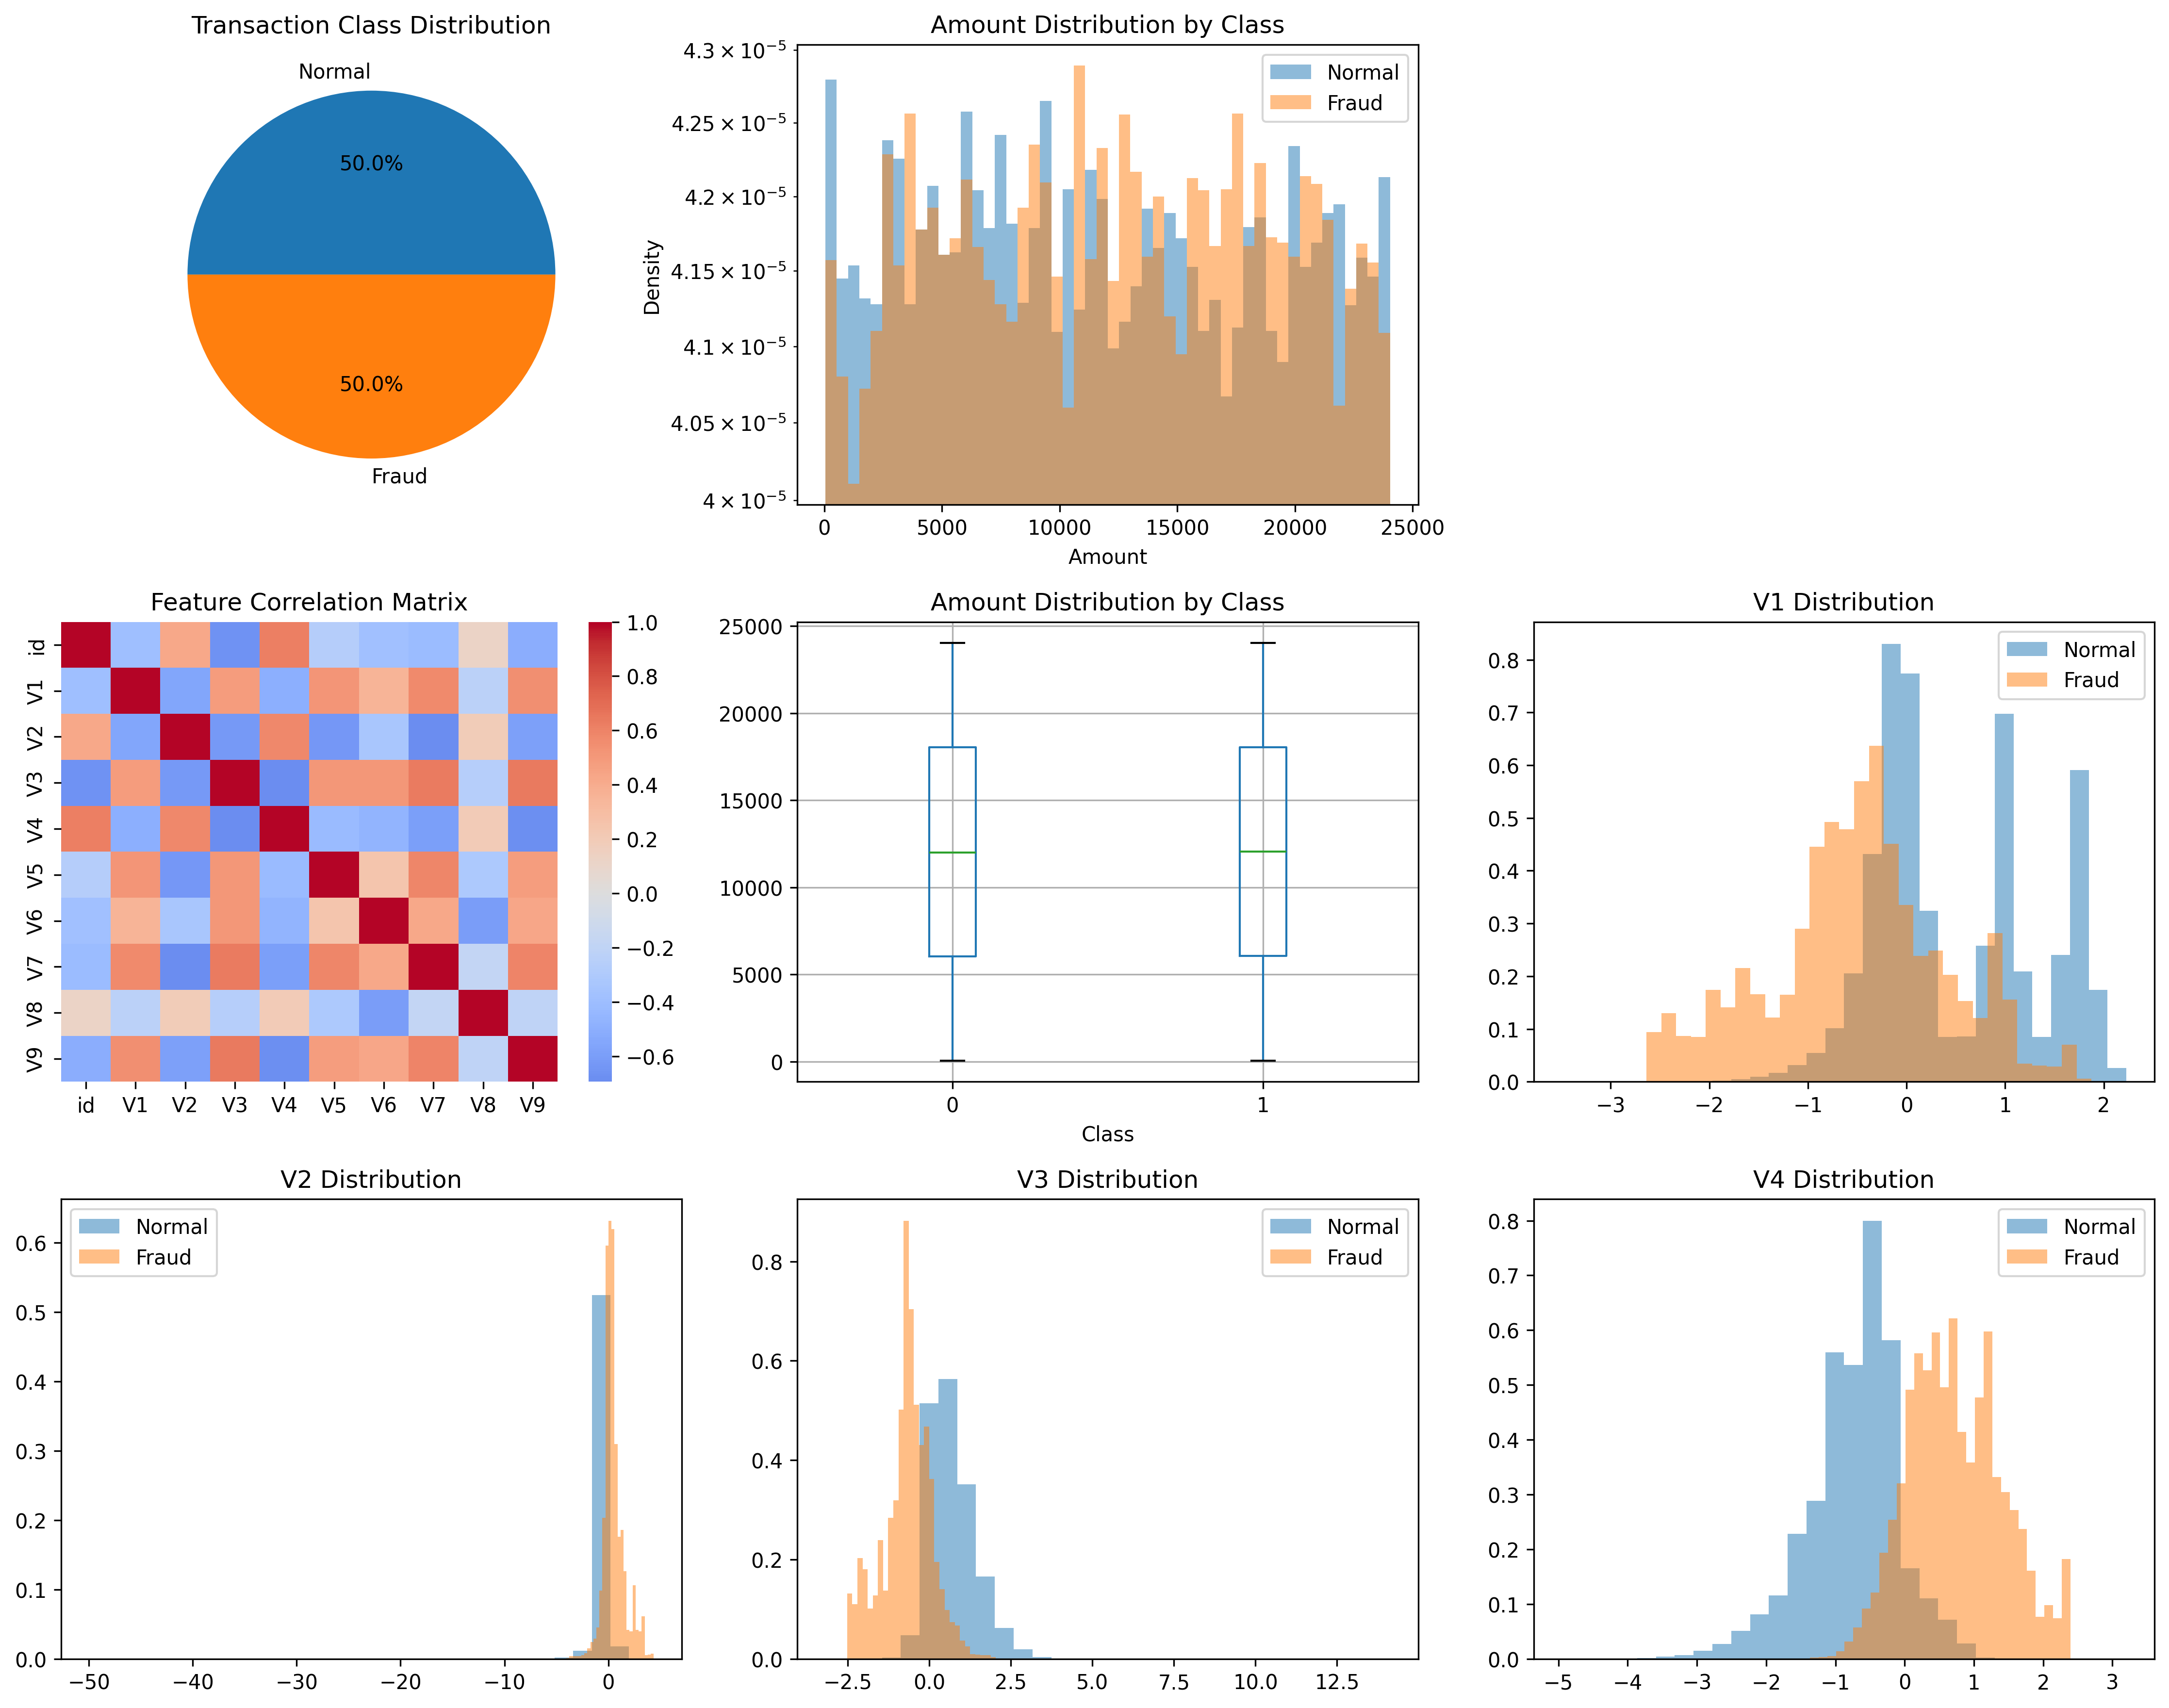 Transaction Class Distribution
Normal
50.0%
50.0%
Fraud
Amount Distribution by Class
4.3 × 10⁻⁵
4.25 × 10⁻⁵
4.2 × 10⁻⁵
4.15 × 10⁻⁵
4.1 × 10⁻⁵
4.05 × 10⁻⁵
4 × 10⁻⁵
Density
Normal
Fraud
0 5000 10000 15000 20000 25000
Amount
Feature Correlation Matrix
id
V1
V2
V3
V4
V5
V6
V7
V8
V9
id V1 V2 V3 V4 V5 V6 V7 V8 V9
1.0
0.8
0.6
0.4
0.2
0.0
−0.2
−0.4
−0.6
Amount Distribution by Class
25000
20000
15000
10000
5000
0
0 1
Class
V1 Distribution
Normal
Fraud
0.8
0.7
0.6
0.5
0.4
0.3
0.2
0.1
0.0
−3 −2 −1 0 1 2
V2 Distribution
Normal
Fraud
0.6
0.5
0.4
0.3
0.2
0.1
0.0
−50 −40 −30 −20 −10 0
V3 Distribution
Normal
Fraud
0.8
0.6
0.4
0.2
0.0
−2.5 0.0 2.5 5.0 7.5 10.0 12.5
V4 Distribution
Normal
Fraud
0.8
0.7
0.6
0.5
0.4
0.3
0.2
0.1
0.0
−5 −4 −3 −2 −1 0 1 2 3